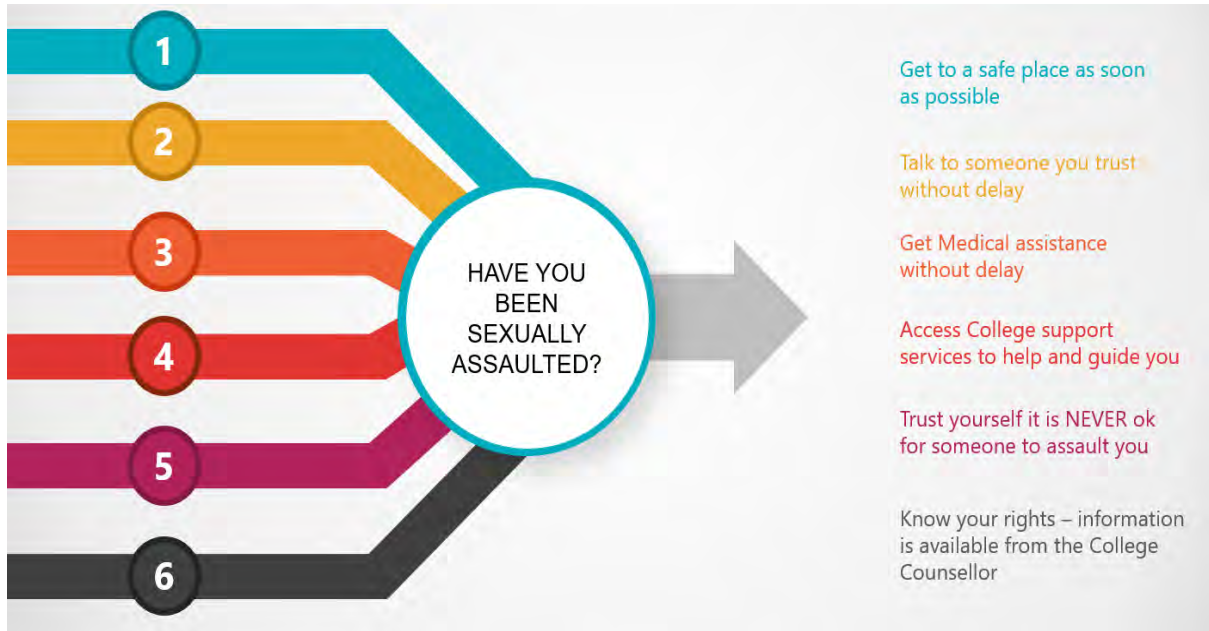 1
2
3
4
5
6
HAVE YOU
BEEN
SEXUALLY
ASSAULTED?
Get to a safe place as soon
as possible
Talk to someone you trust
without delay
Get Medical assistance
without delay
Access College support
services to help and guide you
Trust yourself it is NEVER ok
for someone to assault you
Know your rights – information
is available from the College
Counsellor